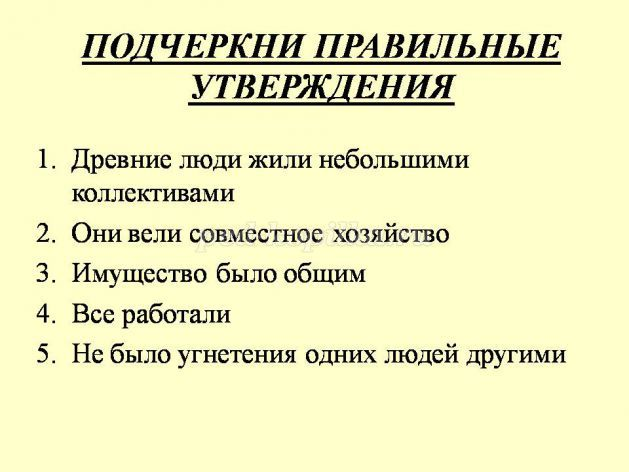 ПОДЧЕРКНИ ПРАВИЛЬНЫЕ
УТВЕРЖДЕНИЯ
1. Древние люди жили небольшими
коллективами
2. Они вели совместное хозяйство
3. Имущество было общим
4. Все работали
5. Не было угнетения одних людей другими